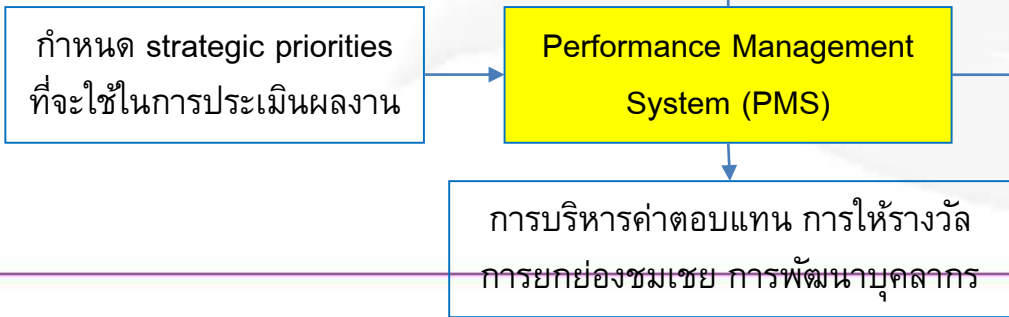 กำหนด strategic priorities
ที่จะใช้ในการประเมินผลงาน
Performance Management
System (PMS)
การบริหารค่าตอบแทน การให้รางวัล
การยกย่องชมเชย การพัฒนาบุคลากร